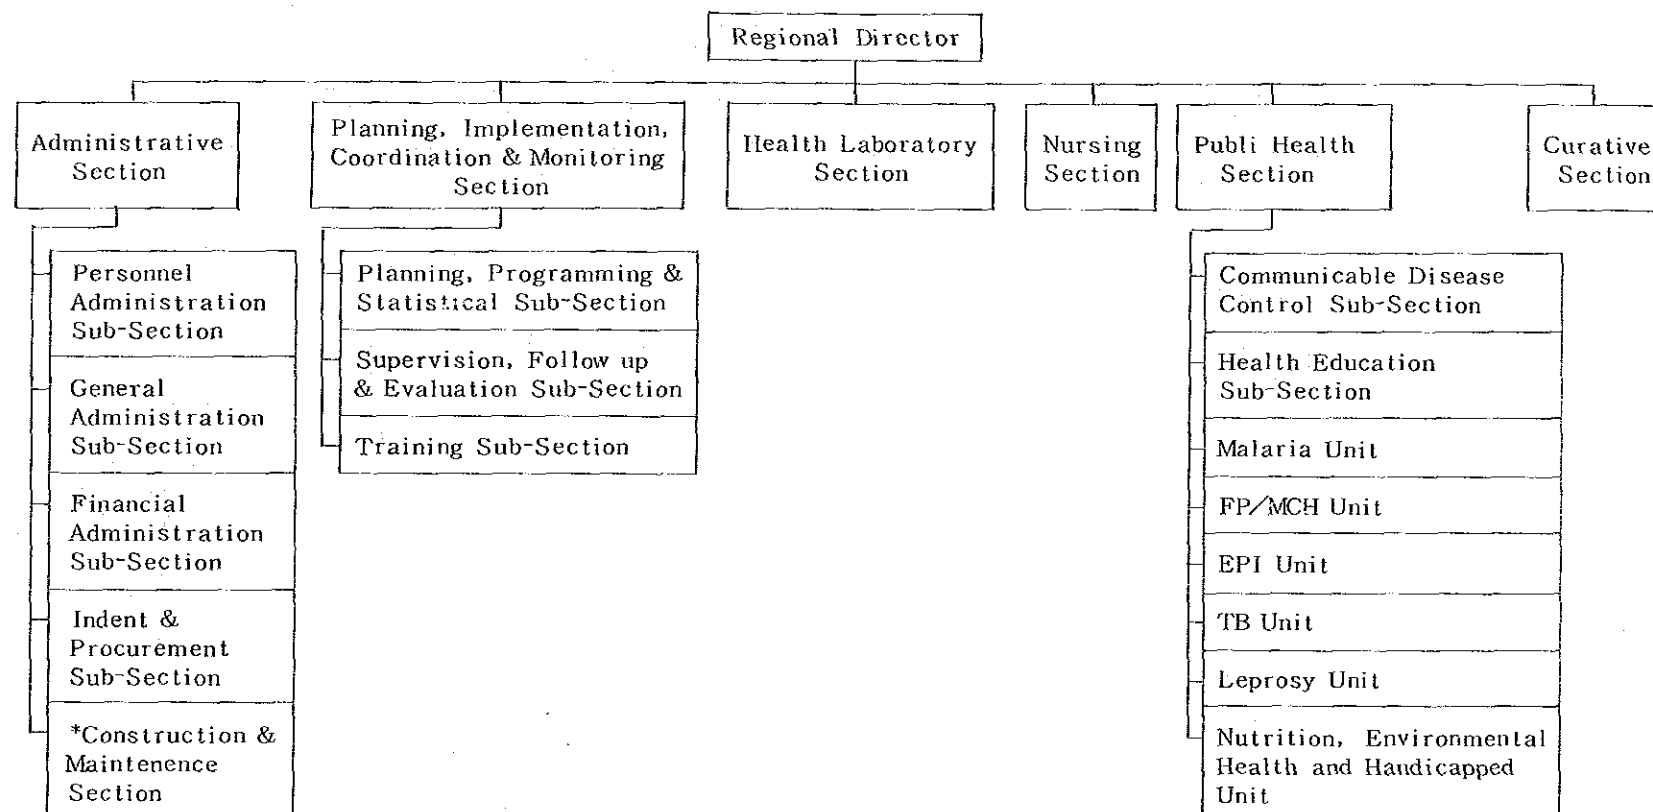 Regional Director
Administrative
Section
Planning, Implementation,
Coordination & Monitoring
Section
Health Laboratory
Section
Nursing
Section
Publi Health
Section
Curative
Section
Personnel
Administration
Sub-Section
General
Administration
Sub-Section
Financial
Administration
Sub-Section
Indent &
Procurement
Sub-Section
*Construction &
Maintenence
Section
Planning, Programming &
Statistical Sub-Section
Supervision, Follow up
& Evaluation Sub-Section
Training Sub-Section
Communicable Disease
Control Sub-Section
Health Education
Sub-Section
Malaria Unit
FP/MCH Unit
EPI Unit
TB Unit
Leprosy Unit
Nutrition, Environmental
Health and Handicapped
Unit